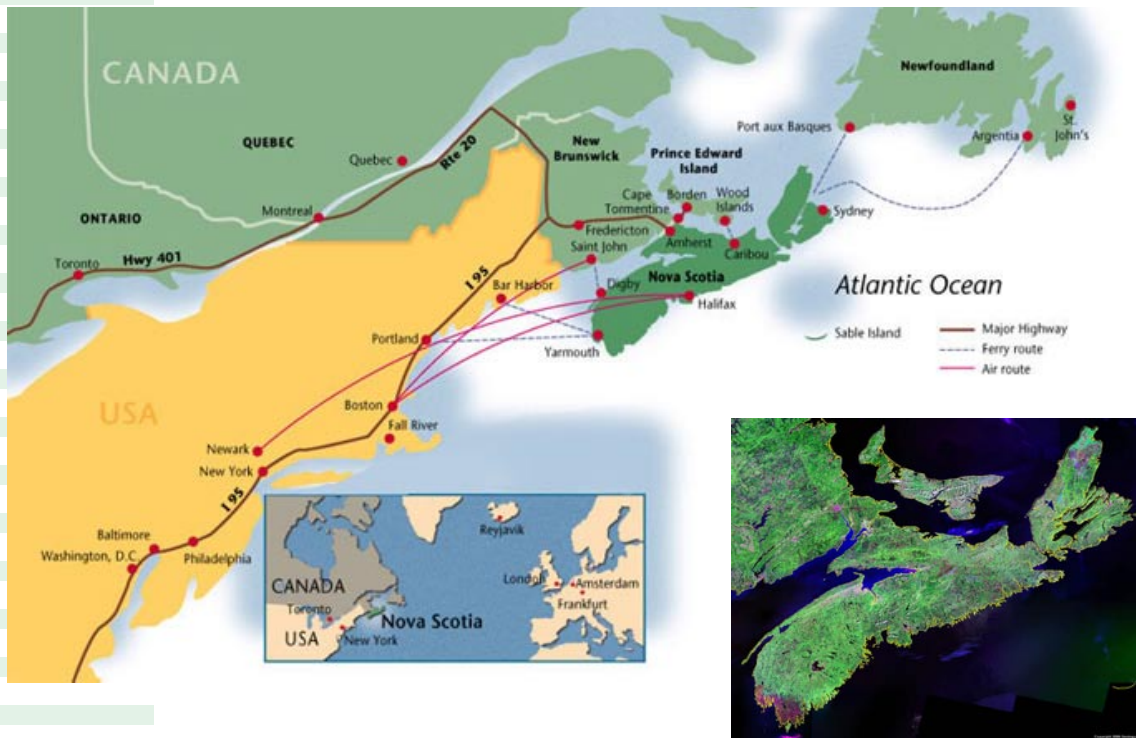 CANADA
Newfoundland
St.
John's
Port aux Basques
Argentia
QUEBEC
Quebec
Rte 20
New
Brunswick
Prince Edward
Island
Cape
Tormentine
Borden
Wood
Islands
Sydney
ONTARIO
Montreal
Fredericton
Amherst
Caribou
Toronto
Hwy 401
Saint John
I 95
Bar Harbor
Digby
Nova Scotia
Halifax
Atlantic Ocean
Portland
Yarmouth
Sable Island
Major Highway
Ferry route
Air route
USA
Boston
Fall River
Newark
New York
I 95
Baltimore
Washington, D.C.
Philadelphia
Reyjavik
CANADA
London
Amsterdam
Frankfurt
Toronto
Nova Scotia
USA
New York